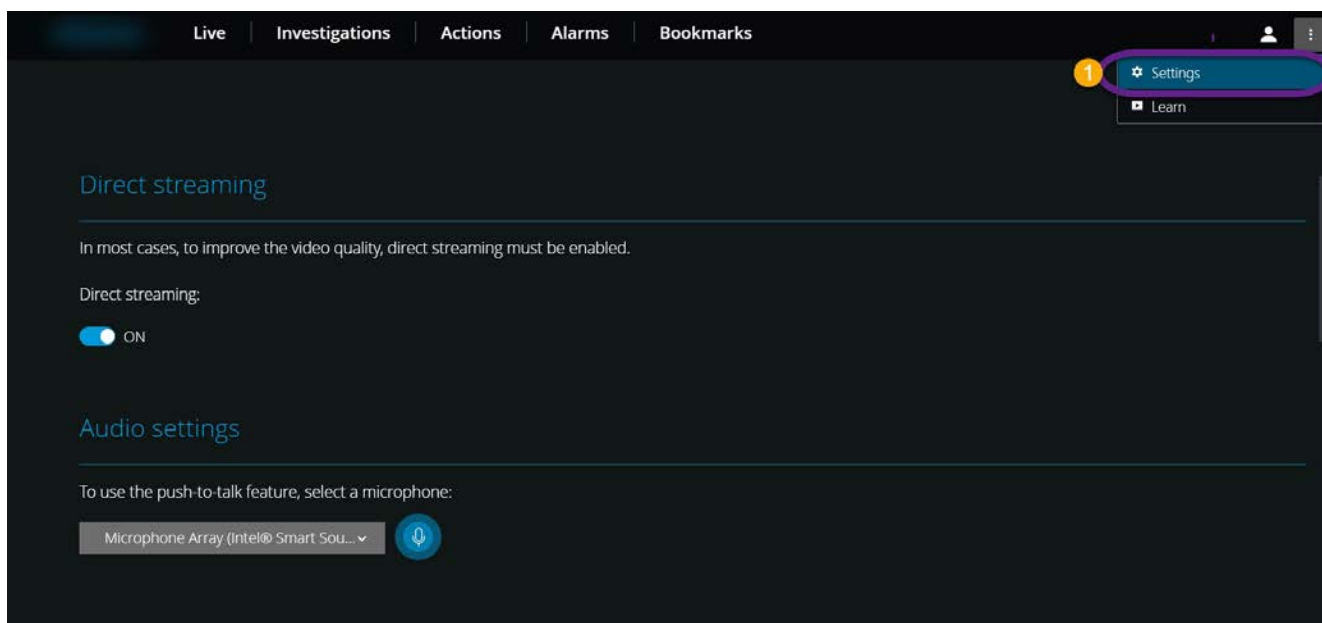 Live Investigations Actions Alarms Bookmarks
1 Settings
Learn
Direct streaming
In most cases, to improve the video quality, direct streaming must be enabled.
Direct streaming:
ON
Audio settings
To use the push-to-talk feature, select a microphone:
Microphone Array (Intel® Smart Sou...